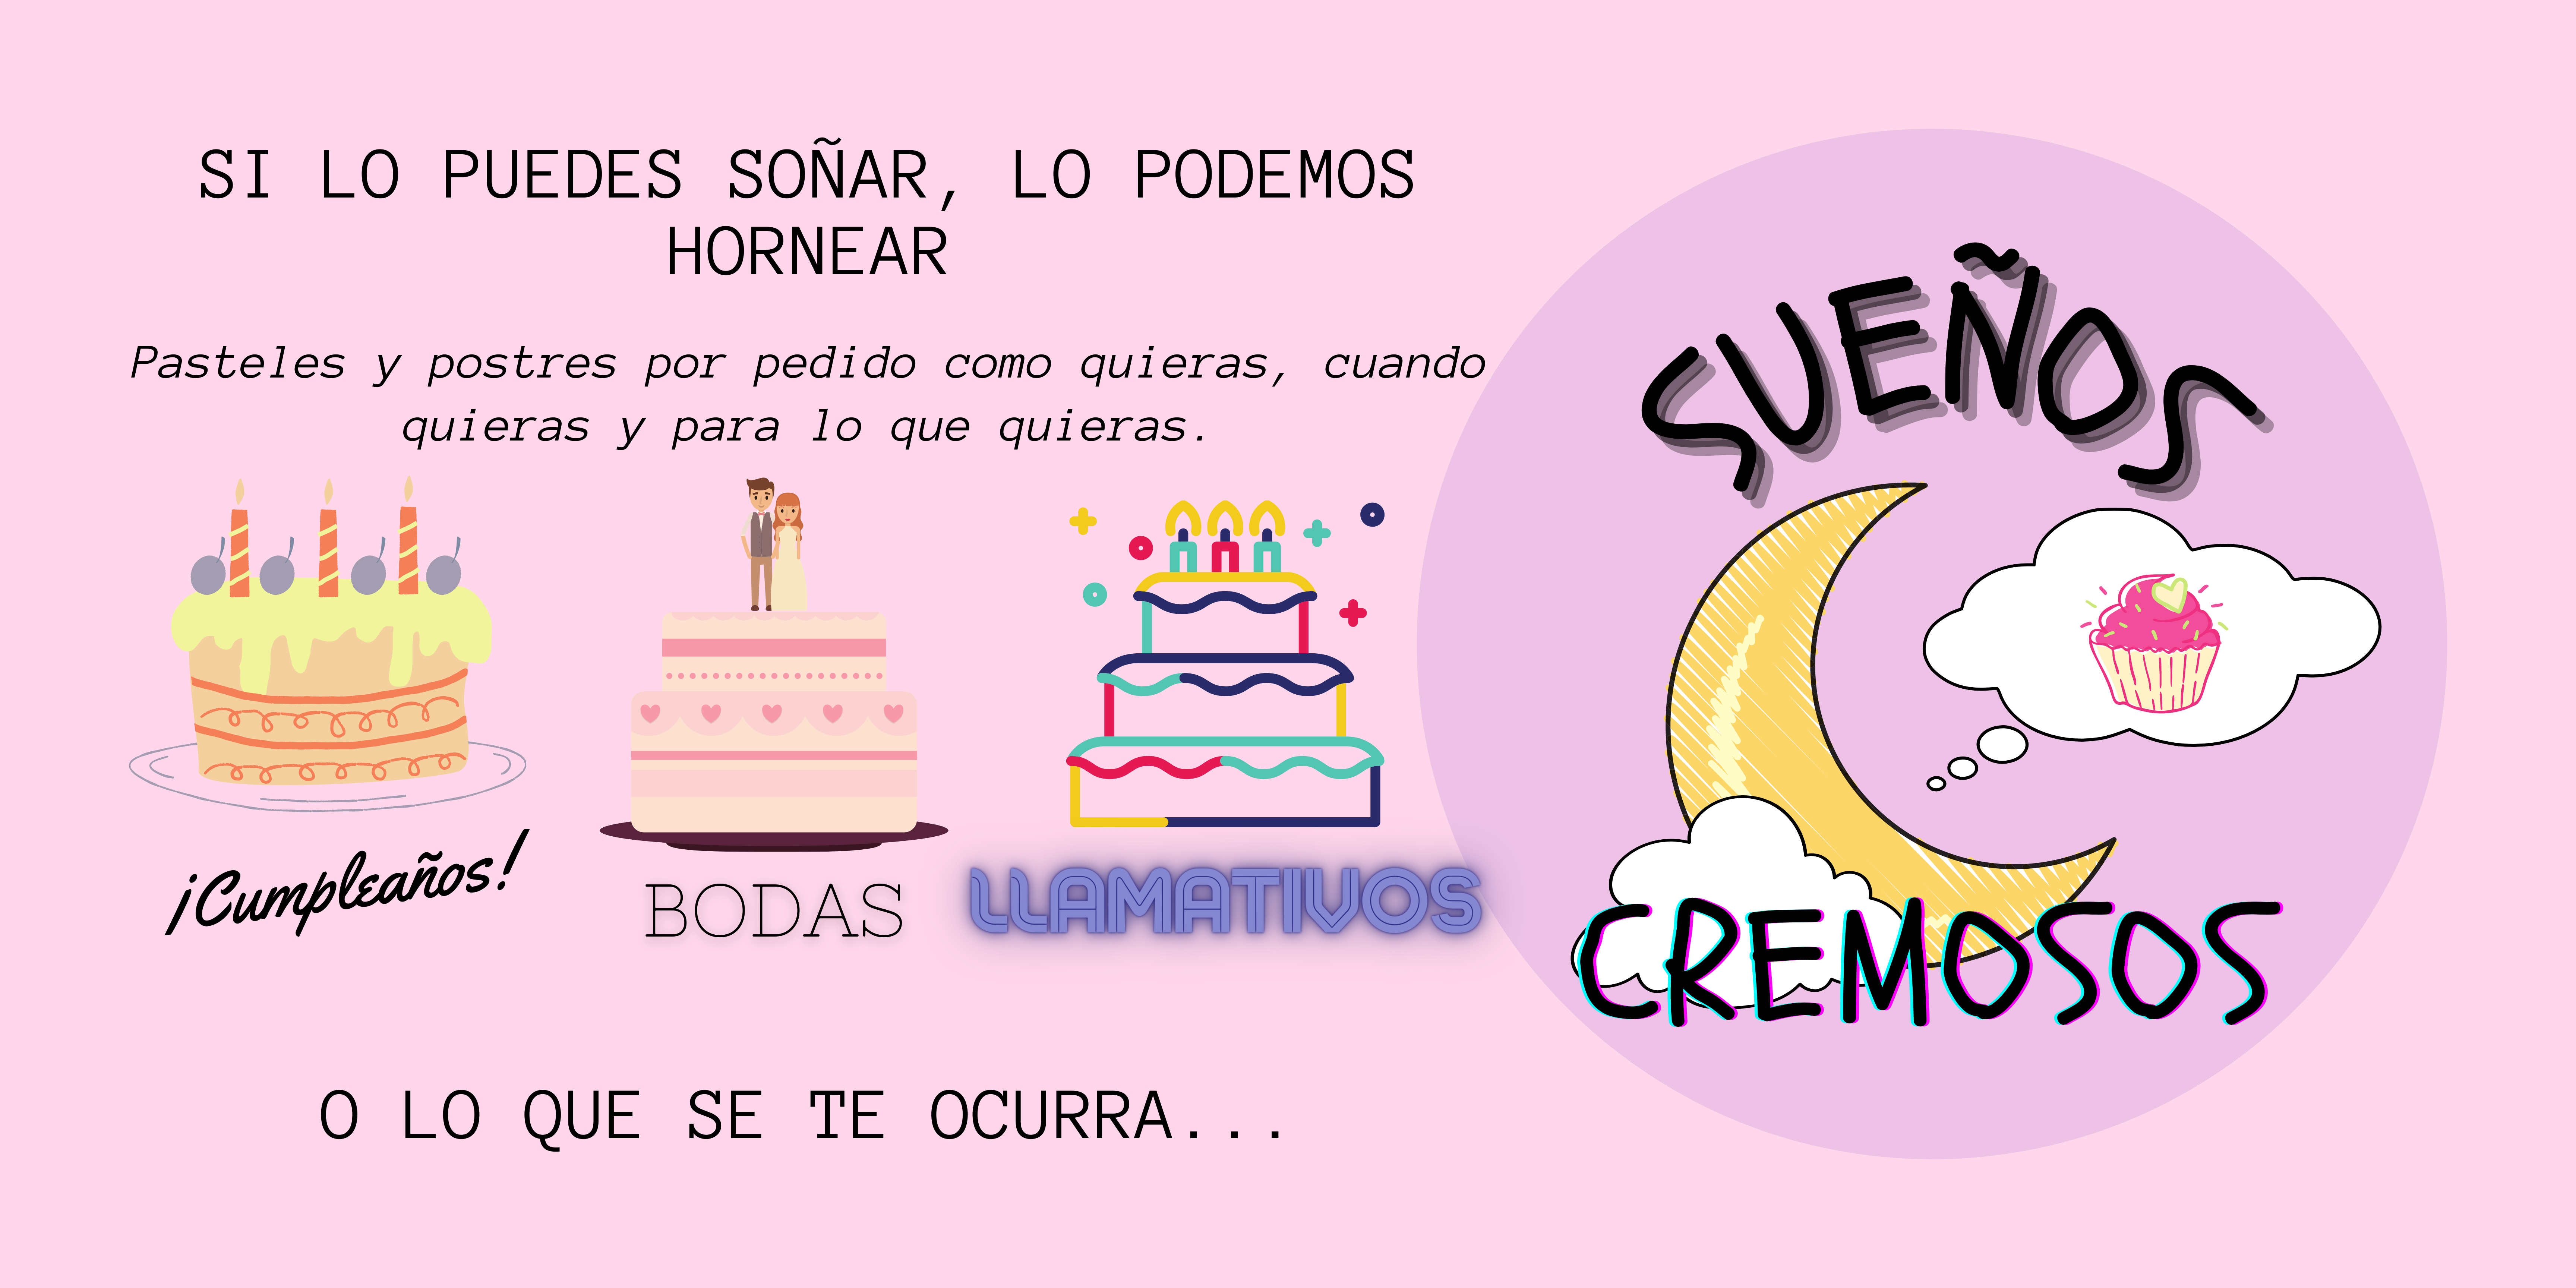 SI LO PUEDES SOÑAR, LO PODEMOS
HORNEAR
Pasteles y postres por pedido como quieras, cuando
quieras y para lo que quieras.
¡Cumpleaños!
BODAS
LLAMATIVOS
O LO QUE SE TE OCURRA...
SUEÑOS
CREMOSOS